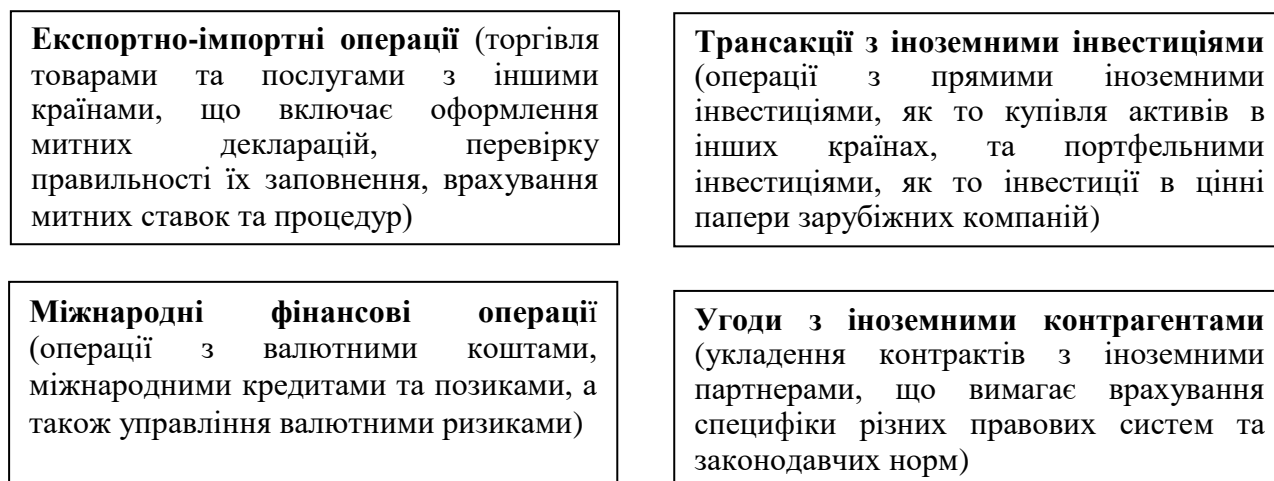 Експортно-імпортні операції (торгівля
товарами та послугами з іншими
країнами, що включає оформлення
митних декларацій, перевірку
правильності їх заповнення, врахування
митних ставок та процедур)
Трансакції з іноземними інвестиціями
(операції з прямими іноземними
інвестиціями, як то купівля активів в
інших країнах, та портфельними
інвестиціями, як то інвестиції в цінні
папери зарубіжних компаній)
Міжнародні фінансові операції
(операції з валютними коштами,
міжнародними кредитами та позиками, а
також управління валютними ризиками)
Угоди з іноземними контрагентами
(укладення контрактів з іноземними
партнерами, що вимагає врахування
специфіки різних правових систем та
законодавчих норм)